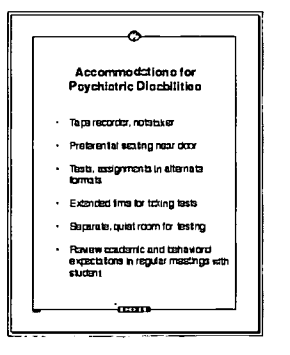 Accommodations for
Psychiatric Disabilities
· Tape recorder, notetaker
· Preferential seating near door
· Tests, assignments in alternate
formats
· Extended time for taking tests
· Separate, quiet room for testing
· Review academic and behavioral
expectations in regular meetings with
student